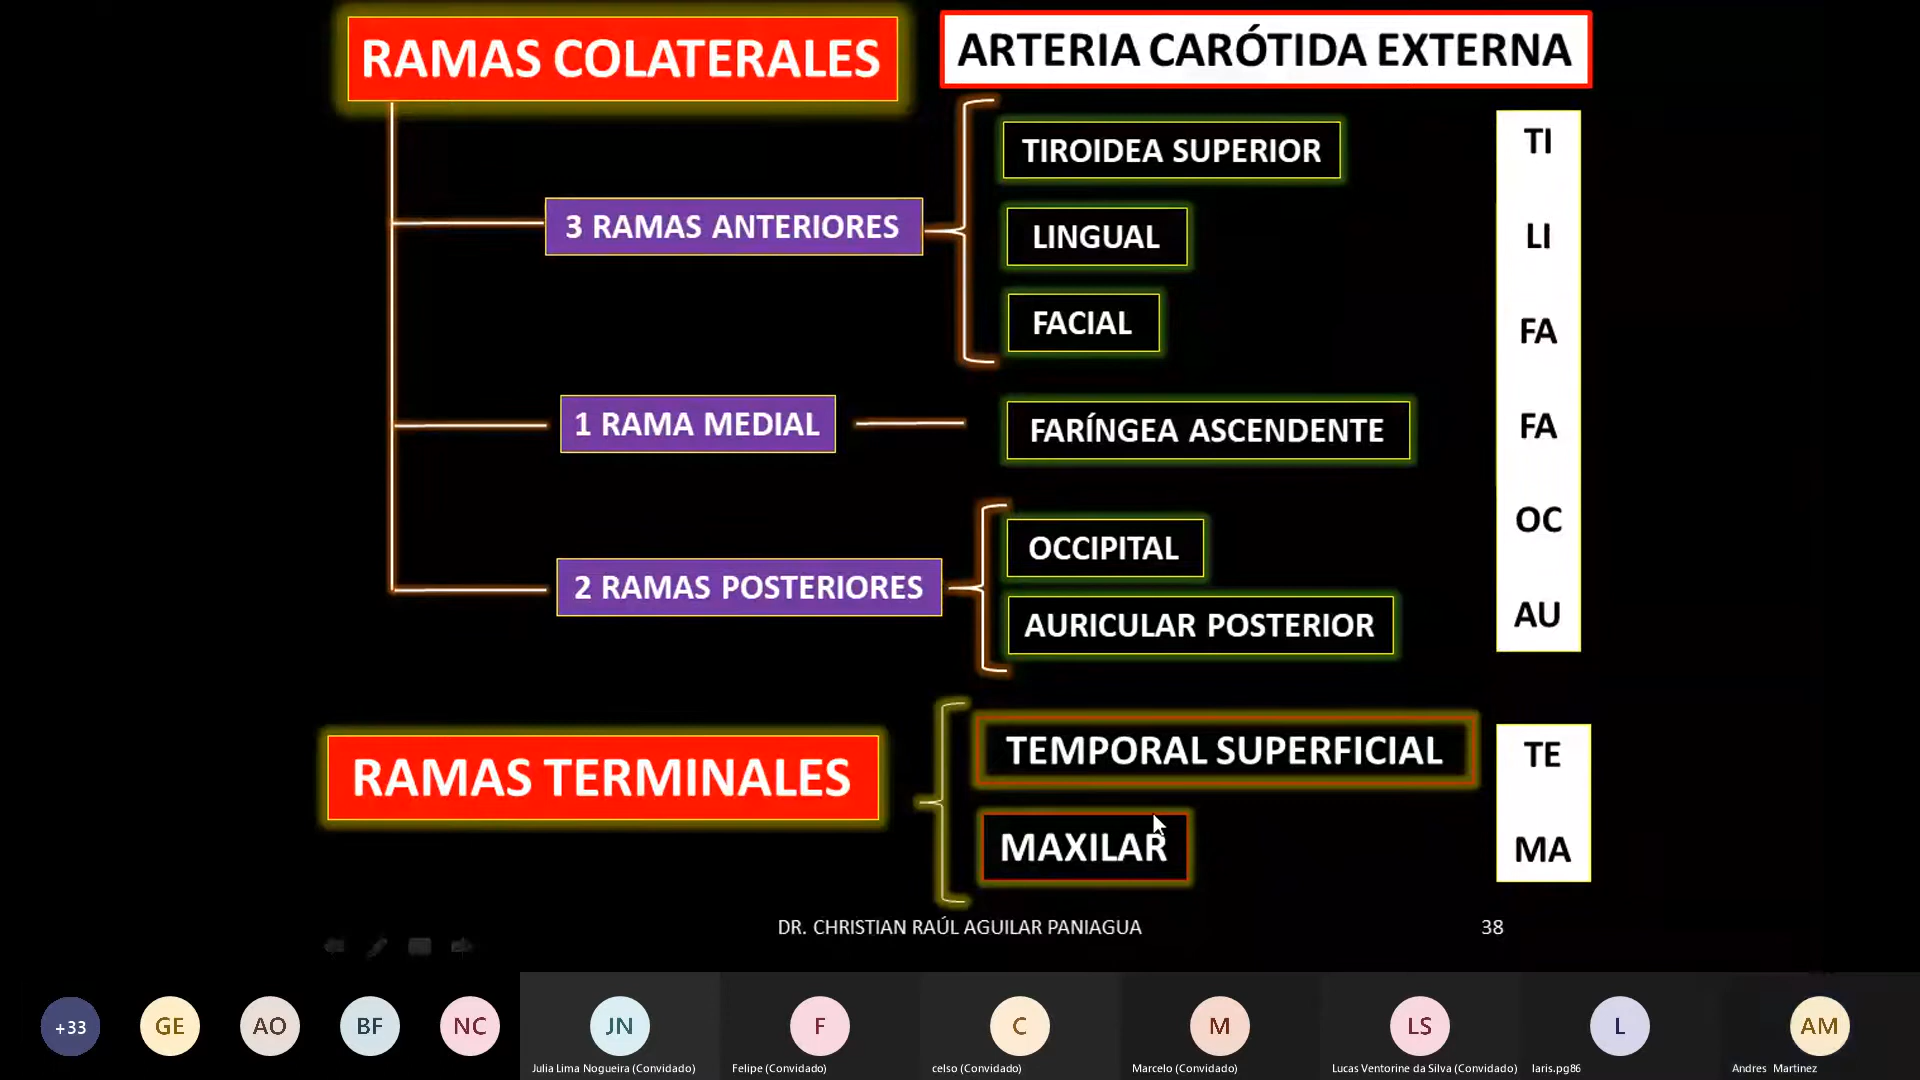 RAMAS COLATERALES
ARTERIA CARÓTIDA EXTERNA
3 RAMAS ANTERIORES
TIROIDEA SUPERIOR
LINGUAL
FACIAL
1 RAMA MEDIAL
FARÍNGEA ASCENDENTE
2 RAMAS POSTERIORES
OCCIPITAL
AURICULAR POSTERIOR
TI
LI
FA
FA
OC
AU
RAMAS TERMINALES
TEMPORAL SUPERFICIAL
MAXILAR
TE
MA
DR. CHRISTIAN RAÚL AGUILAR PANIAGUA
38
+33
GE
AO
BF
NC
JN
Julia Lima Nogueira (Convidado)
F
Felipe (Convidado)
C
celso (Convidado)
M
Marcelo (Convidado)
LS
Lucas Ventorine da Silva (Convidado)
L
laris.pg86
AM
Andres Martinez